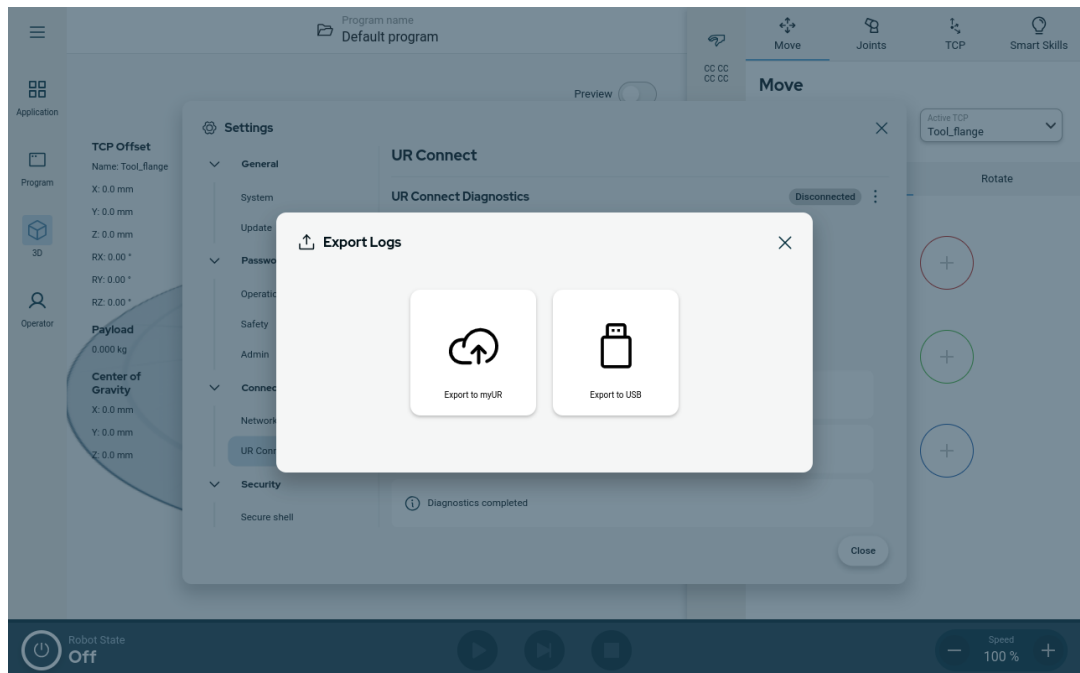 Program name
Default program
Move
Joints
TCP
Smart Skills
CC CC
CC CC
Application
Preview
Move
Active TCP
Tool_flange
Settings
TCP Offset
General
UR Connect
Name: Tool_flange
Program
Rotate
X: 0.0 mm
System
UR Connect Diagnostics
Disconnected
Y: 0.0 mm
Update
Z: 0.0 mm
Export Logs
3D
RX: 0.00 °
Passwo
RY: 0.00 °
Operatic
RZ: 0.00 °
Operator
Safety
Payload
0.000 kg
Admin
Center of
Gravity
Connec
Export to myUR
Export to USB
X: 0.0 mm
Network
Y: 0.0 mm
UR Conn
Z: 0.0 mm
Security
Diagnostics completed
Secure shell
Close
Robot State
Off
Speed
100 %